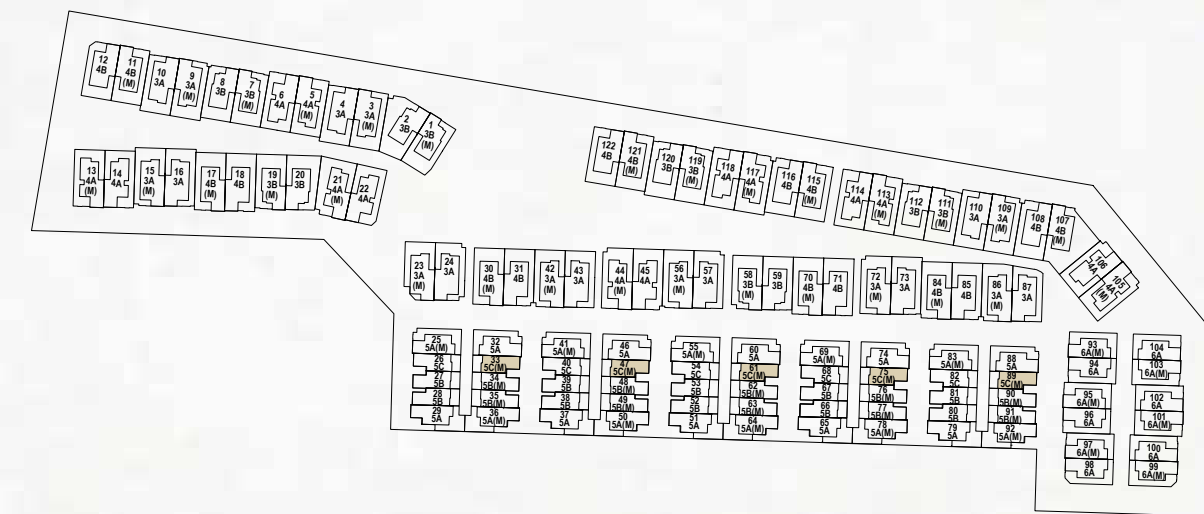 12
4B
11
4B
(M)
10
3A
9
3A
(M)
8
3B
7
3B
(M)
6
4A
5
4A
(M)
4
3A
3
3A
(M)
2
3B
1
3B
(M)
13
4A
(M)
14
4A
15
3A
(M)
16
3A
17
4B
(M)
18
4B
19
3B
(M)
20
3B
21
4A
(M)
22
4A
122
4B
121
4B
(M)
120
3B
119
3B
(M)
118
4A
117
4A
(M)
116
4B
115
4B
(M)
114
4A
113
4A
(M)
112
3B
111
3B
(M)
110
3A
109
3A
(M)
108
4B
107
4B
(M)
106
4A
105
4A
(M)
23
3A
(M)
24
3A
30
4B
(M)
31
4B
42
3A
(M)
43
3A
44
4A
(M)
45
4A
56
3A
(M)
57
3A
58
3B
(M)
59
3B
70
4B
(M)
71
4B
72
3A
(M)
73
3A
84
4B
(M)
85
4B
86
3A
(M)
87
3A
25
5A(M)
26
5C
27
5B
28
5B
29
5A
32
5A
33
5C(M)
34
5B(M)
35
5B(M)
36
5A(M)
41
5A(M)
40
5C
39
5B
38
5B
37
5A
46
5A
47
5C(M)
48
5B(M)
49
5B(M)
50
5A(M)
55
5A(M)
54
5C
53
5B
52
5B
51
5A
60
5A
61
5C(M)
62
5B(M)
63
5B(M)
64
5A(M)
69
5A(M)
68
5C
67
5B
66
5B
65
5A
74
5A
75
5C(M)
76
5B(M)
77
5B(M)
78
5A(M)
83
5A(M)
82
5C
81
5B
80
5B
79
5A
88
5A
89
5C(M)
90
5B(M)
91
5B(M)
92
5A(M)
93
6A(M)
94
6A
95
6A(M)
96
6A
97
6A(M)
98
6A
104
6A
103
6A(M)
102
6A
101
6A(M)
100
6A
99
6A(M)